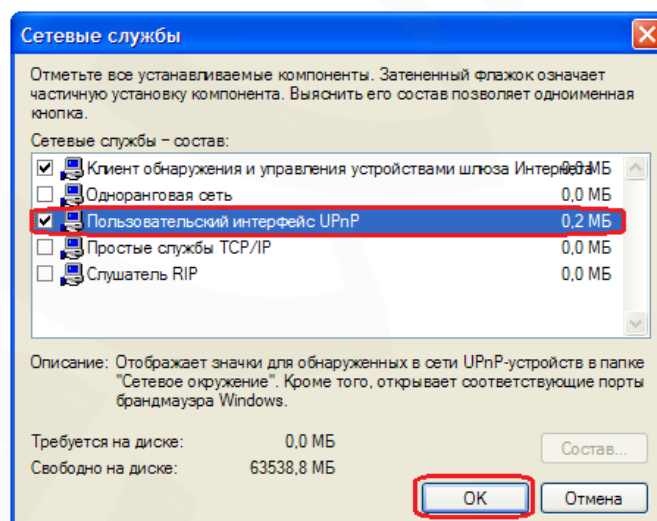 Сетевые службы
Отметьте все устанавливаемые компоненты. Затененный флажок означает
частичную установку компонента. Выяснить его состав позволяет одноименная
кнопка.
Сетевые службы – состав:
Клиент обнаружения и управления устройствами шлюза Интернета 0,0 МБ
Одноранговая сеть 0,0 МБ
Пользовательский интерфейс UPnP 0,2 МБ
Простые службы TCP/IP 0,0 МБ
Слушатель RIP 0,0 МБ
Описание: Отображает значки для обнаруженных в сети UPnP-устройств в папке
"Сетевое окружение". Кроме того, открывает соответствующие порты
брандмауэра Windows.
Требуется на диске: 0,0 МБ
Состав...
Свободно на диске: 63538,8 МБ
OK Отмена